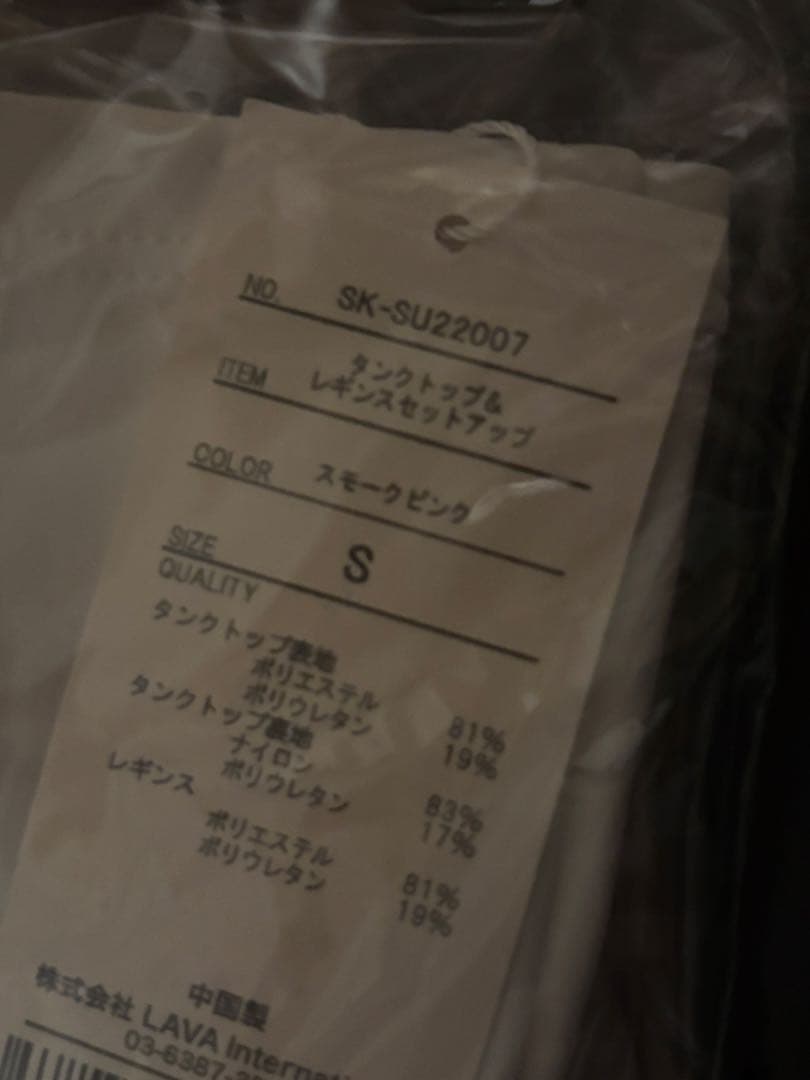 NO. SK-SU22007
ITEM タンクトップ&
レギンスセットアップ
COLOR スモークピンク
SIZE S
QUALITY
タンクトップ表地
ポリエステル 81%
ポリウレタン 19%
タンクトップ裏地
ナイロン 83%
ポリウレタン 17%
レギンス
ポリエステル 81%
ポリウレタン 19%
中国製
株式会社 LAVA Internati
03-6387-